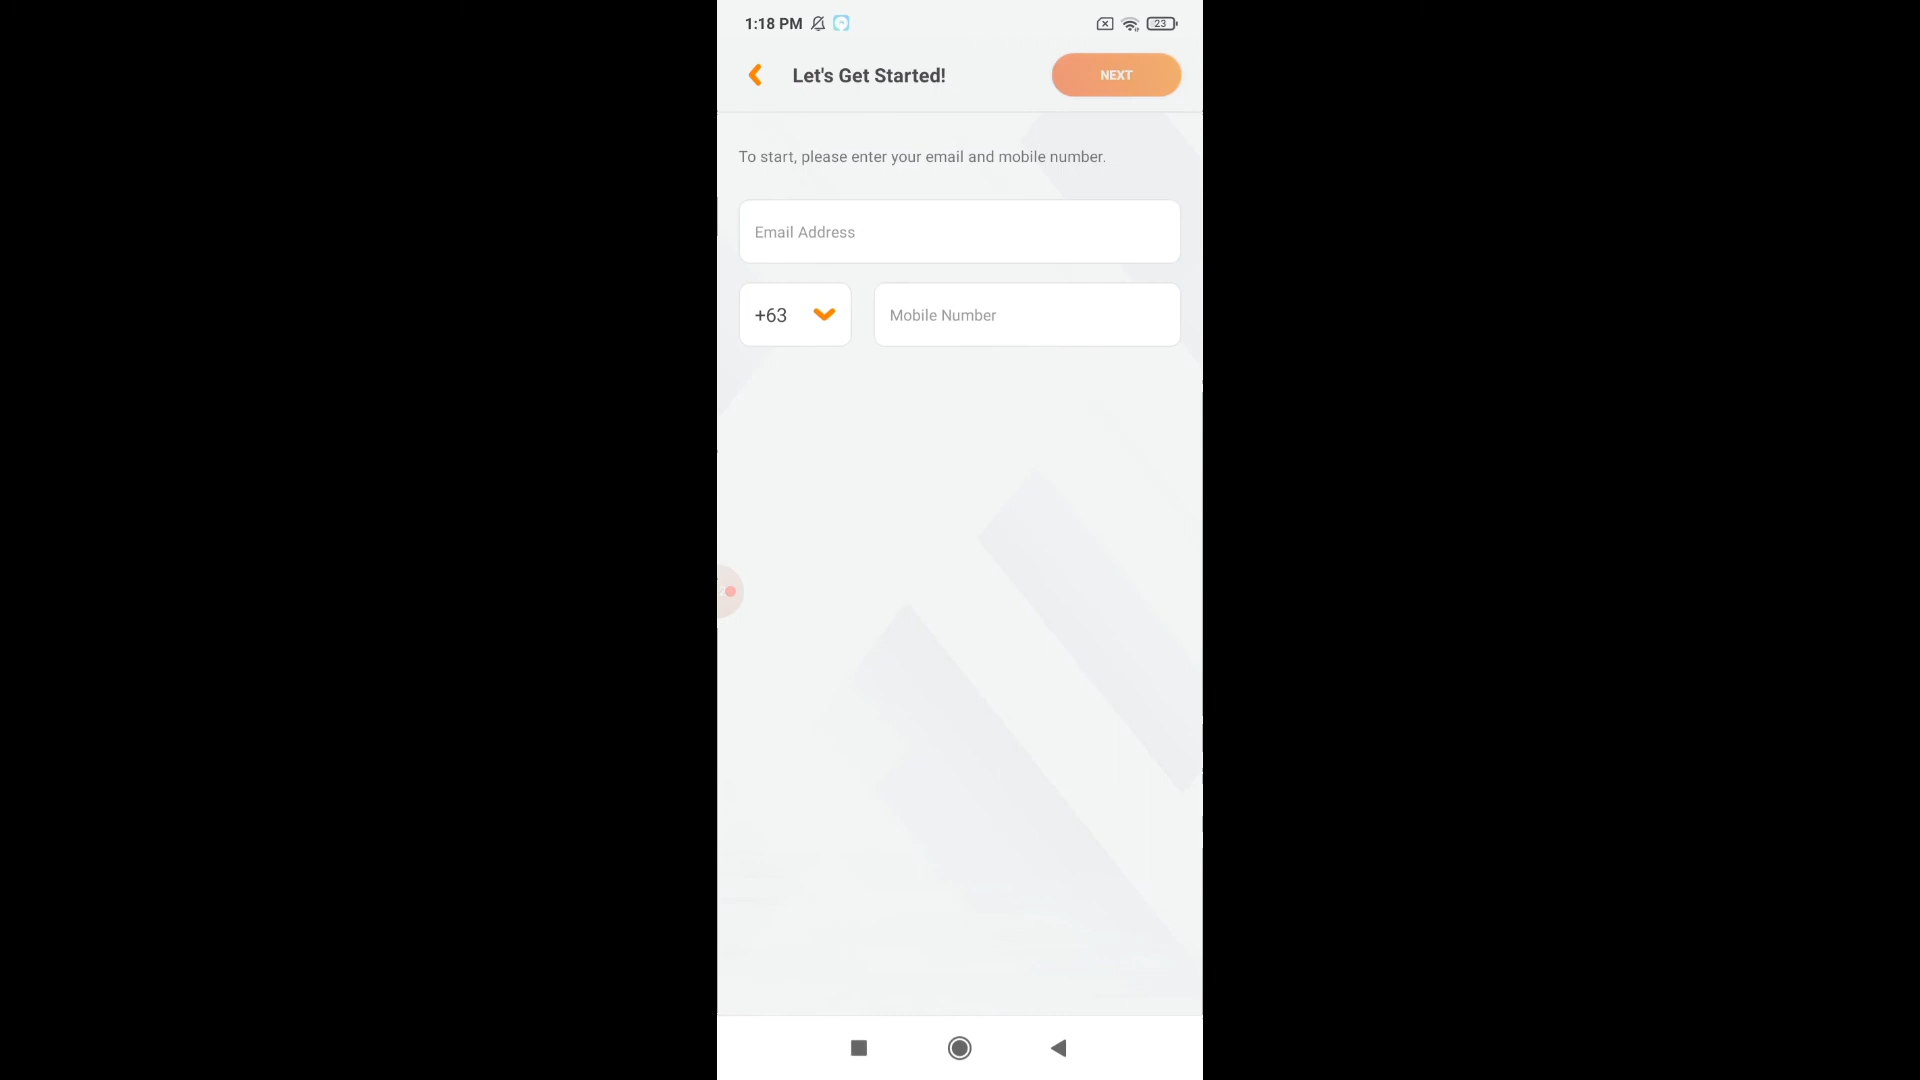 1:18 PM 23
Let's Get Started! NEXT
To start, please enter your email and mobile number.
Email Address
+63 Mobile Number